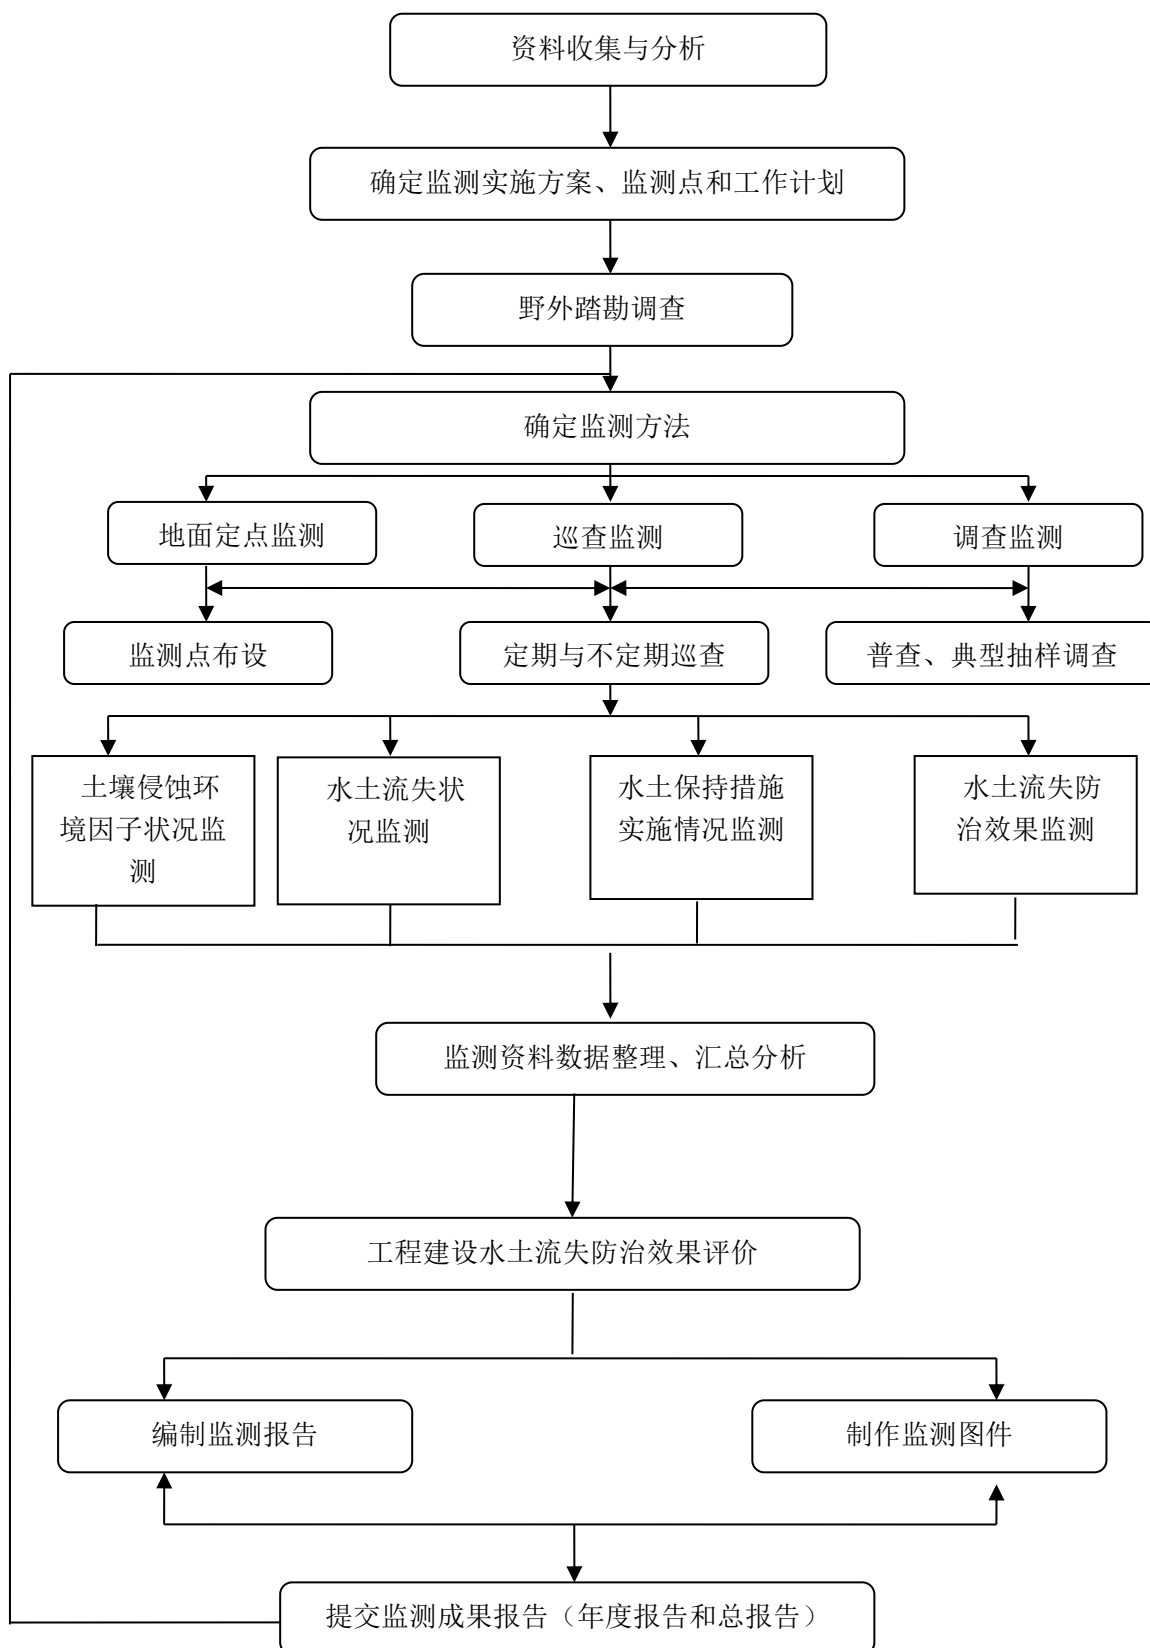 资料收集与分析
确定监测实施方案、监测点和工作计划
野外踏勘调查
确定监测方法
地面定点监测
巡查监测
调查监测
监测点布设
定期与不定期巡查
普查、典型抽样调查
土壤侵蚀环
境因子状况监
测
水土流失状
况监测
水土保持措施
实施情况监测
水土流失防
治效果监测
监测资料数据整理、汇总分析
工程建设水土流失防治效果评价
编制监测报告
制作监测图件
提交监测成果报告（年度报告和总报告）